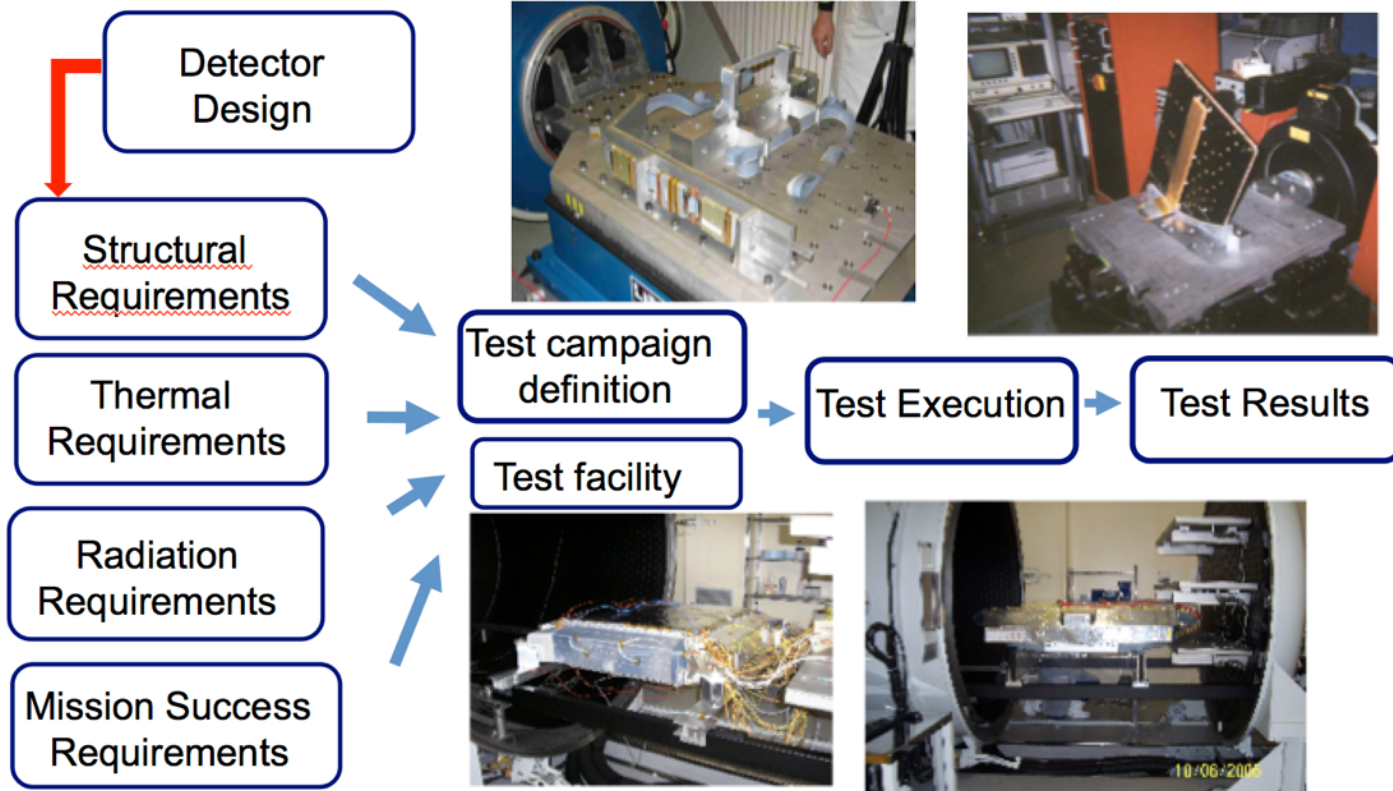 Detector
Design
Structural
Requirements
Thermal
Requirements
Radiation
Requirements
Mission Success
Requirements
Test campaign
definition
Test facility
Test Execution
Test Results
10/06/2006